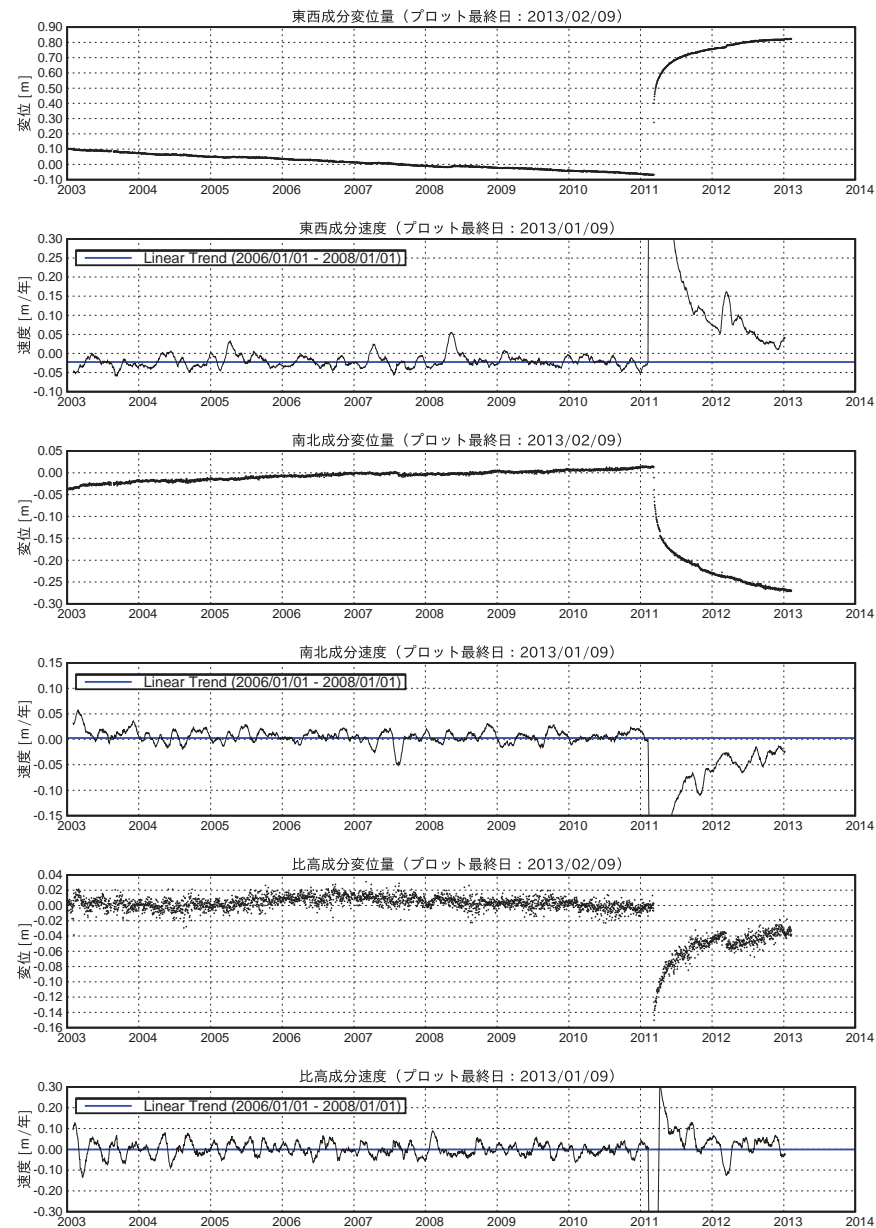 東西成分変位量（プロット最終日：2013/02/09）
変位 [m]
0.90
0.80
0.70
0.60
0.50
0.40
0.30
0.20
0.10
0.00
-0.10
2003 2004 2005 2006 2007 2008 2009 2010 2011 2012 2013 2014
東西成分速度（プロット最終日：2013/01/09）
速度 [m/年]
0.30
0.25
0.20
0.15
0.10
0.05
0.00
-0.05
-0.10
Linear Trend (2006/01/01 - 2008/01/01)
2003 2004 2005 2006 2007 2008 2009 2010 2011 2012 2013 2014
南北成分変位量（プロット最終日：2013/02/09）
変位 [m]
0.05
0.00
-0.05
-0.10
-0.15
-0.20
-0.25
-0.30
2003 2004 2005 2006 2007 2008 2009 2010 2011 2012 2013 2014
南北成分速度（プロット最終日：2013/01/09）
速度 [m/年]
0.15
0.10
0.05
0.00
-0.05
-0.10
-0.15
Linear Trend (2006/01/01 - 2008/01/01)
2003 2004 2005 2006 2007 2008 2009 2010 2011 2012 2013 2014
比高成分変位量（プロット最終日：2013/02/09）
変位 [m]
0.04
0.02
0.00
-0.02
-0.04
-0.06
-0.08
-0.10
-0.12
-0.14
-0.16
2003 2004 2005 2006 2007 2008 2009 2010 2011 2012 2013 2014
比高成分速度（プロット最終日：2013/01/09）
速度 [m/年]
0.30
0.20
0.10
0.00
-0.10
-0.20
-0.30
Linear Trend (2006/01/01 - 2008/01/01)
2003 2004 2005 2006 2007 2008 2009 2010 2011 2012 2013 2014